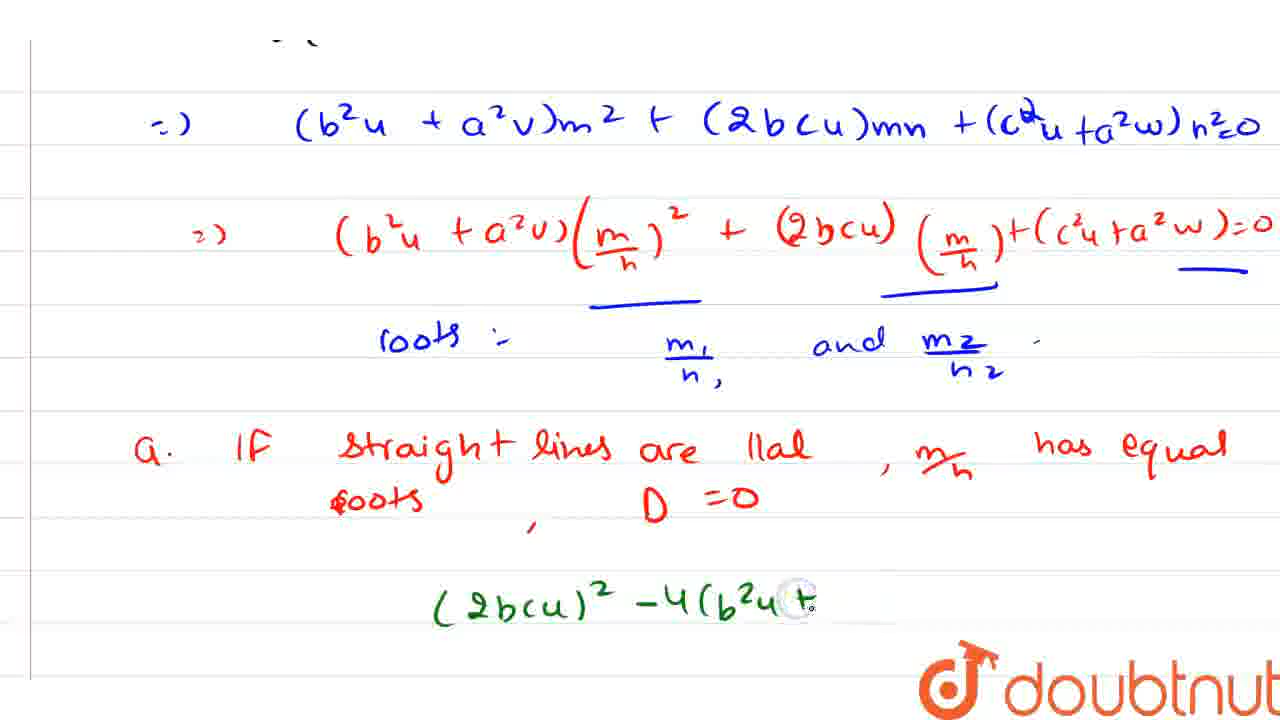 =) (b²u + a²v)m² + (2bcu)mn + (c²u + a²w)n²=0
=) (b²u + a²v)(m/n)² + (2bcu)(m/n)+(c²u+a²w)=0
roots :- m₁/n₁ and m₂/n₂
a. If straight lines are llal, m/n has equal
roots, D =0
(2bcu)² -4(b²u+
doubtnut